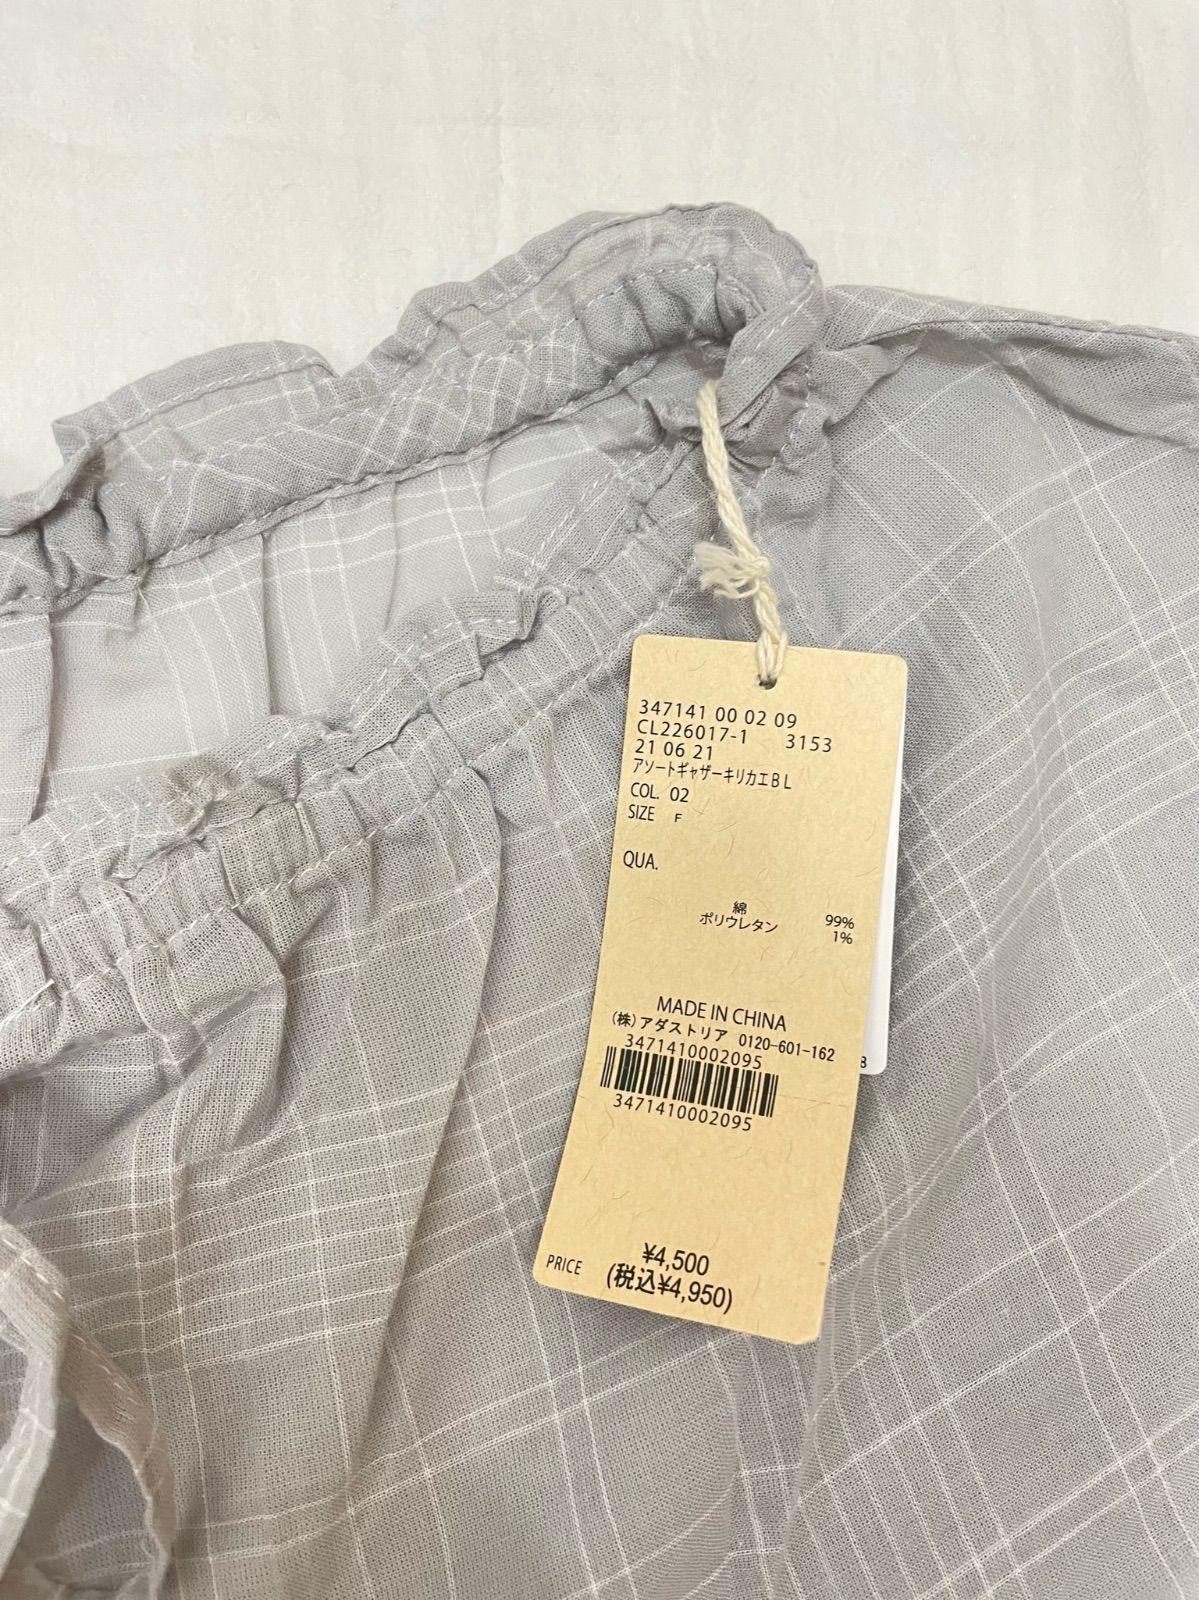 347141 00 02 09
CL226017-1 3153
21 06 21
アソートギャザーキリカエBL
COL. 02
SIZE F
QUA.
綿 99%
ポリウレタン 1%
MADE IN CHINA
(株)アダストリア 0120-601-162
3471410002095
3471410002095
8
PRICE ¥4,500
(税込¥4,950)